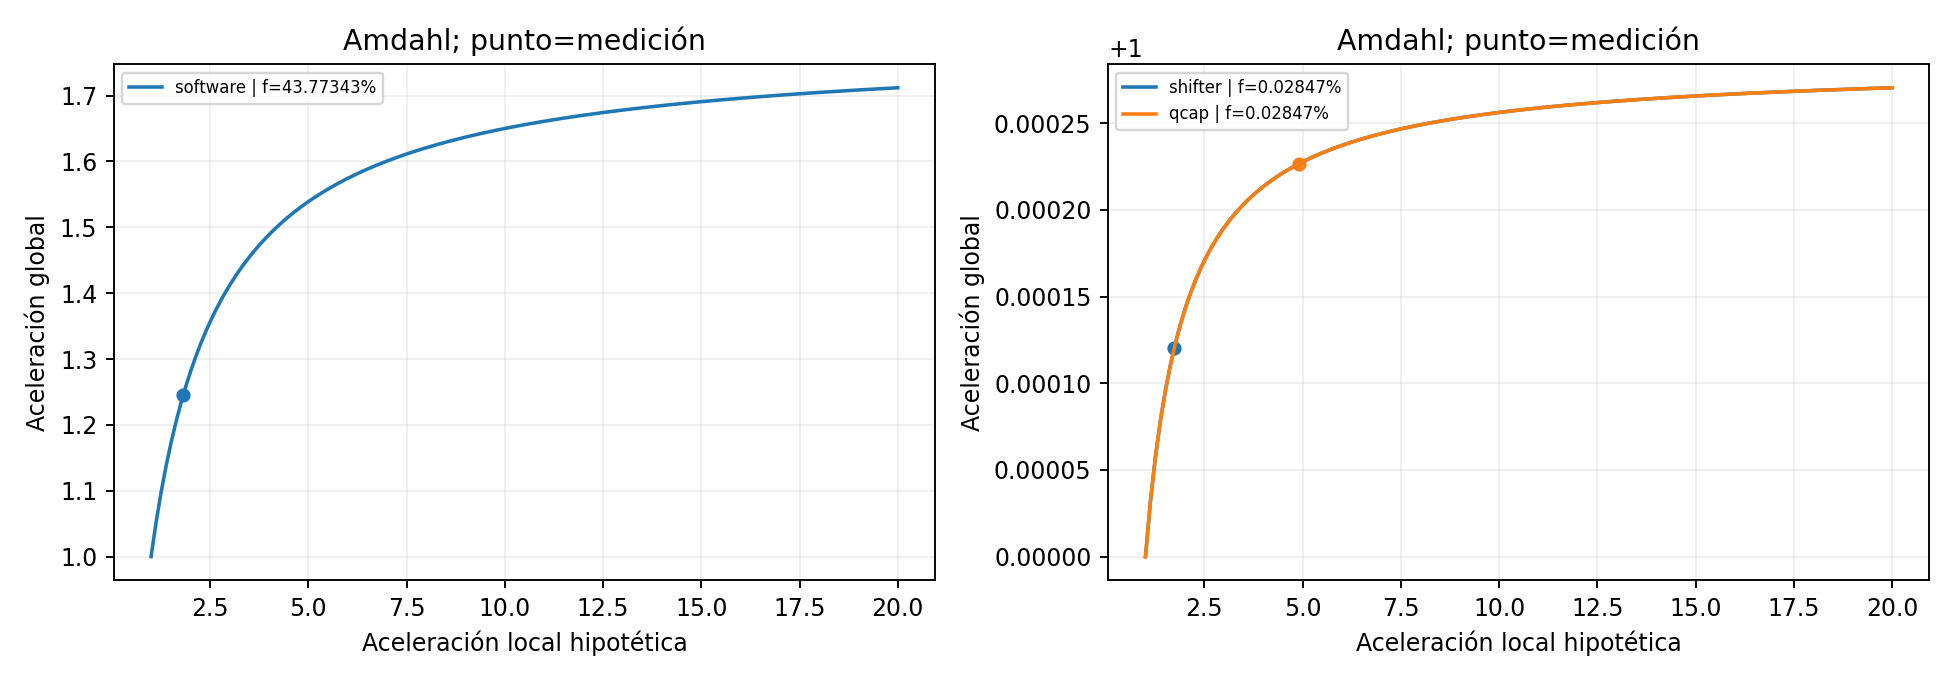 Amdahl; punto=medición
software | f=43.77343%
1.7
1.6
1.5
1.4
1.3
1.2
1.1
1.0
Aceleración global
2.5 5.0 7.5 10.0 12.5 15.0 17.5 20.0
Aceleración local hipotética
Amdahl; punto=medición
+1
shifter | f=0.02847%
qcap | f=0.02847%
0.00025
0.00020
0.00015
0.00010
0.00005
0.00000
Aceleración global
2.5 5.0 7.5 10.0 12.5 15.0 17.5 20.0
Aceleración local hipotética